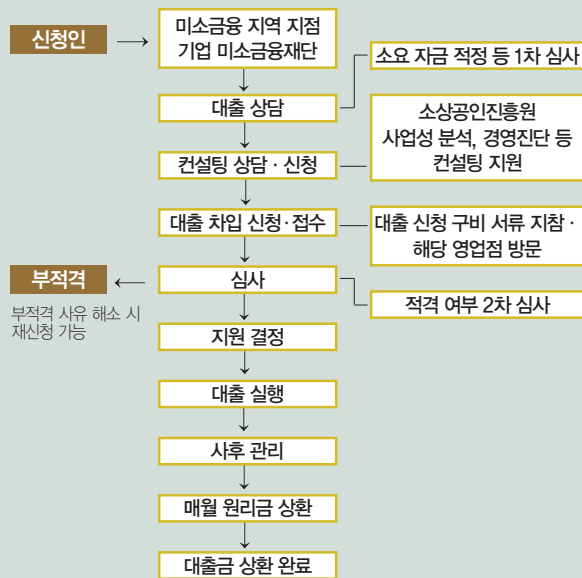 신청인
미소금융 지역 지점
기업 미소금융재단
소요 자금 적정 등 1차 심사
대출 상담
소상공인진흥원
사업성 분석, 경영진단 등
컨설팅 지원
컨설팅 상담 · 신청
대출 차입 신청·접수
대출 신청 구비 서류 지참 ·
해당 영업점 방문
부적격
심사
부적격 사유 해소 시
재신청 가능
적격 여부 2차 심사
지원 결정
대출 실행
사후 관리
매월 원리금 상환
대출금 상환 완료